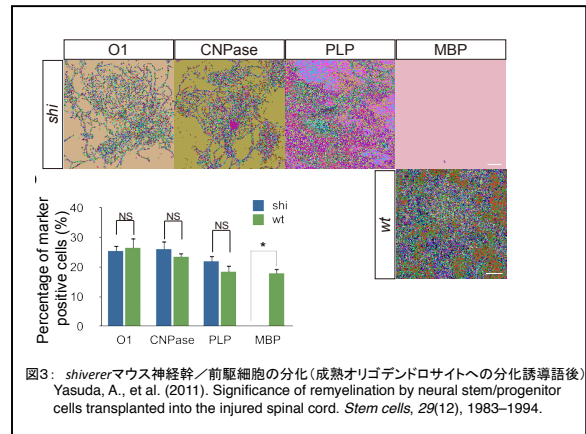 O1 CNPase PLP MBP
shi
wt
Percentage of marker
positive cells (%)
40
30
20
10
0
NS NS NS *
shi
wt
O1 CNPase PLP MBP
図3： shivererマウス神経幹／前駆細胞の分化(成熟オリゴデンドロサイトへの分化誘導語後)
Yasuda, A., et al. (2011). Significance of remyelination by neural stem/progenitor
cells transplanted into the injured spinal cord. Stem cells, 29(12), 1983–1994.